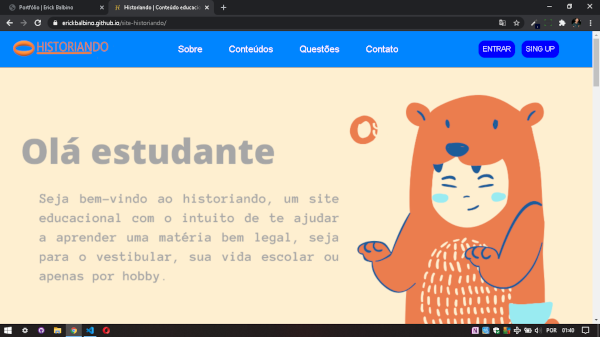 Portfólio | Erick Balbino
Historiando | Conteúdo educaci
erickbalbino.github.io/site-historiando/
HISTORIANDO
Sobre
Conteúdos
Questões
Contato
ENTRAR
SING UP
Olá estudante
Seja bem-vindo ao historiando, um site
educacional com o intuito de te ajudar
a aprender uma matéria bem legal, seja
para o vestibular, sua vida escolar ou
apenas por hobby.
POR
01:40